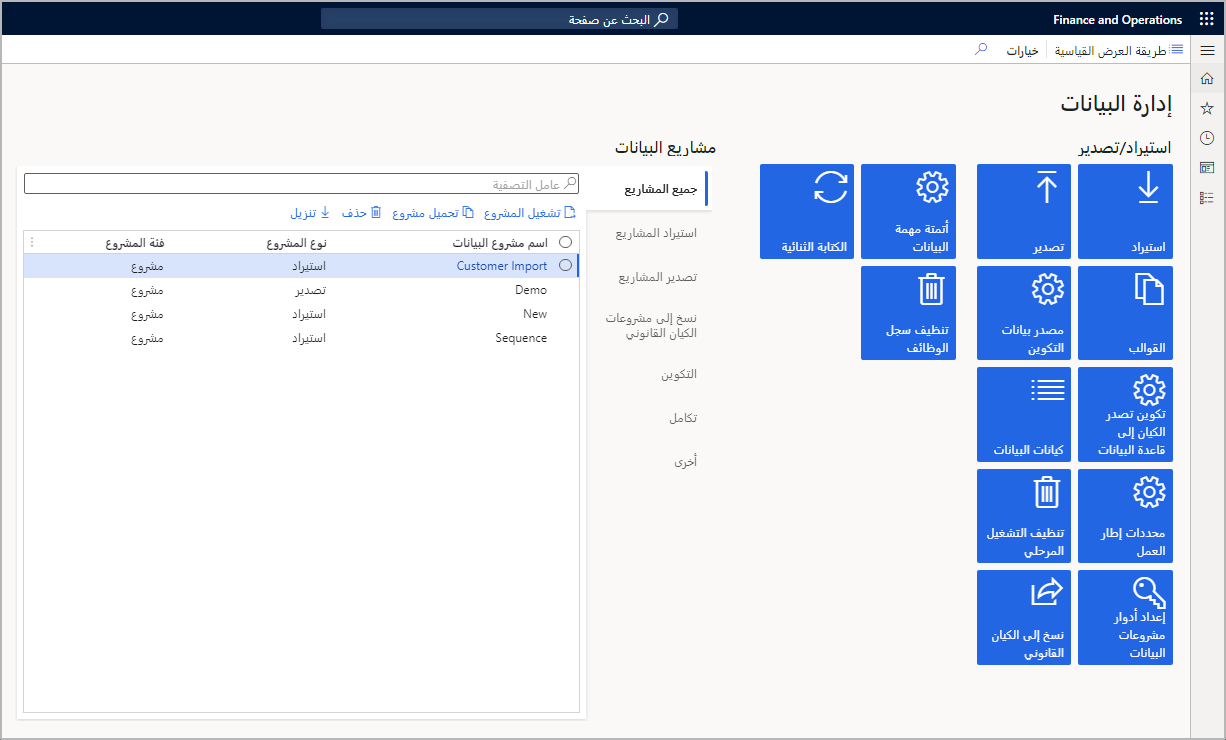 Finance and Operations
البحث عن صفحة
طريقة العرض القياسية
خيارات
إدارة البيانات
استيراد/تصدير
استيراد
تصدير
أتمتة مهمة
البيانات
الكتابة الثنائية
القوالب
مصدر بيانات
التكوين
تنظيف سجل
الوظائف
تكوين تصدر
الكيان إلى
قاعدة البيانات
كيانات البيانات
محددات إطار
العمل
تنظيف التشغيل
المرحلي
إعداد أدوار
مشروعات
البيانات
نسخ إلى الكيان
القانوني
مشاريع البيانات
جميع المشاريع
استيراد المشاريع
تصدير المشاريع
نسخ إلى مشروعات
الكيان القانوني
التكوين
تكامل
أخرى
عامل التصفية
تشغيل المشروع
تحميل مشروع
حذف
تنزيل
اسم مشروع البيانات نوع المشروع فئة المشروع
Customer Import استيراد مشروع
Demo تصدير مشروع
New استيراد مشروع
Sequence استيراد مشروع